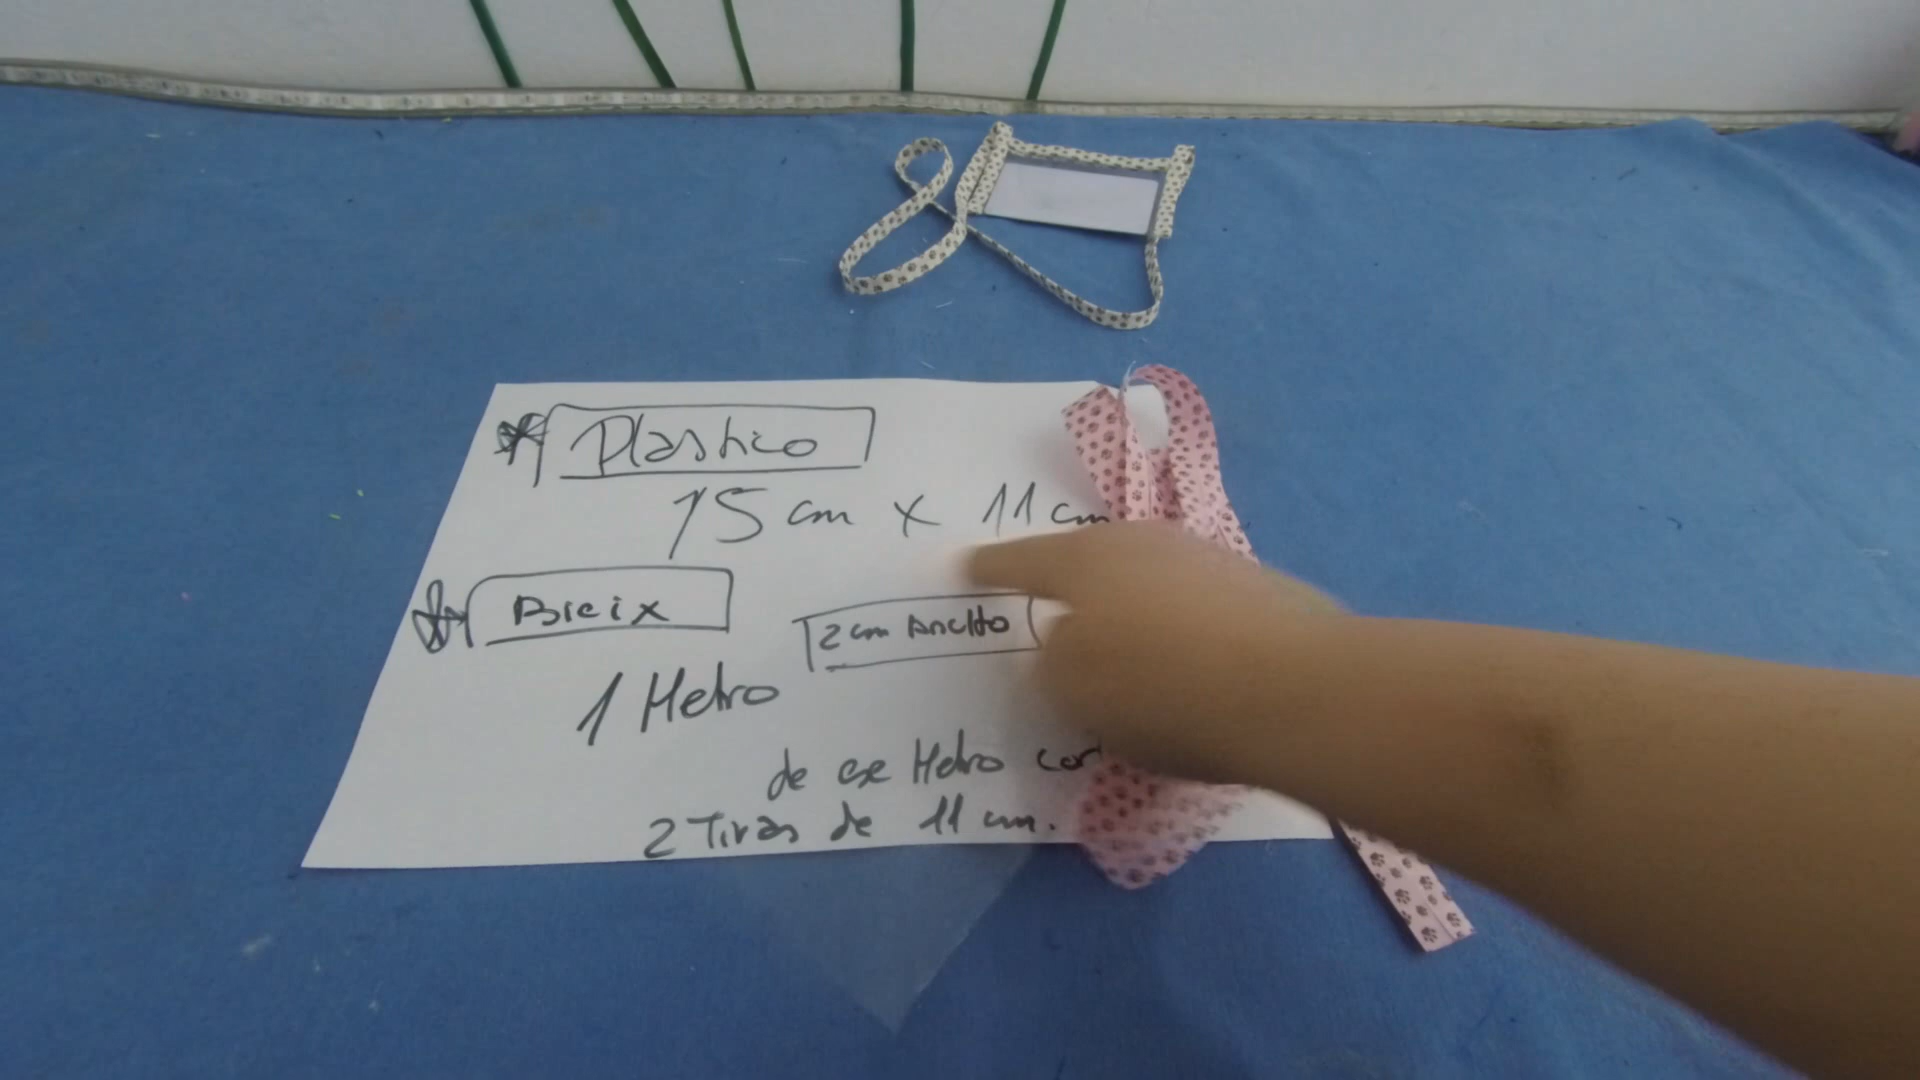 Plastico
15 cm x 11 cm
Bieix
2 cm Ancho
1 Metro
de ese Metro cort
2 Tiras de 11 cm.